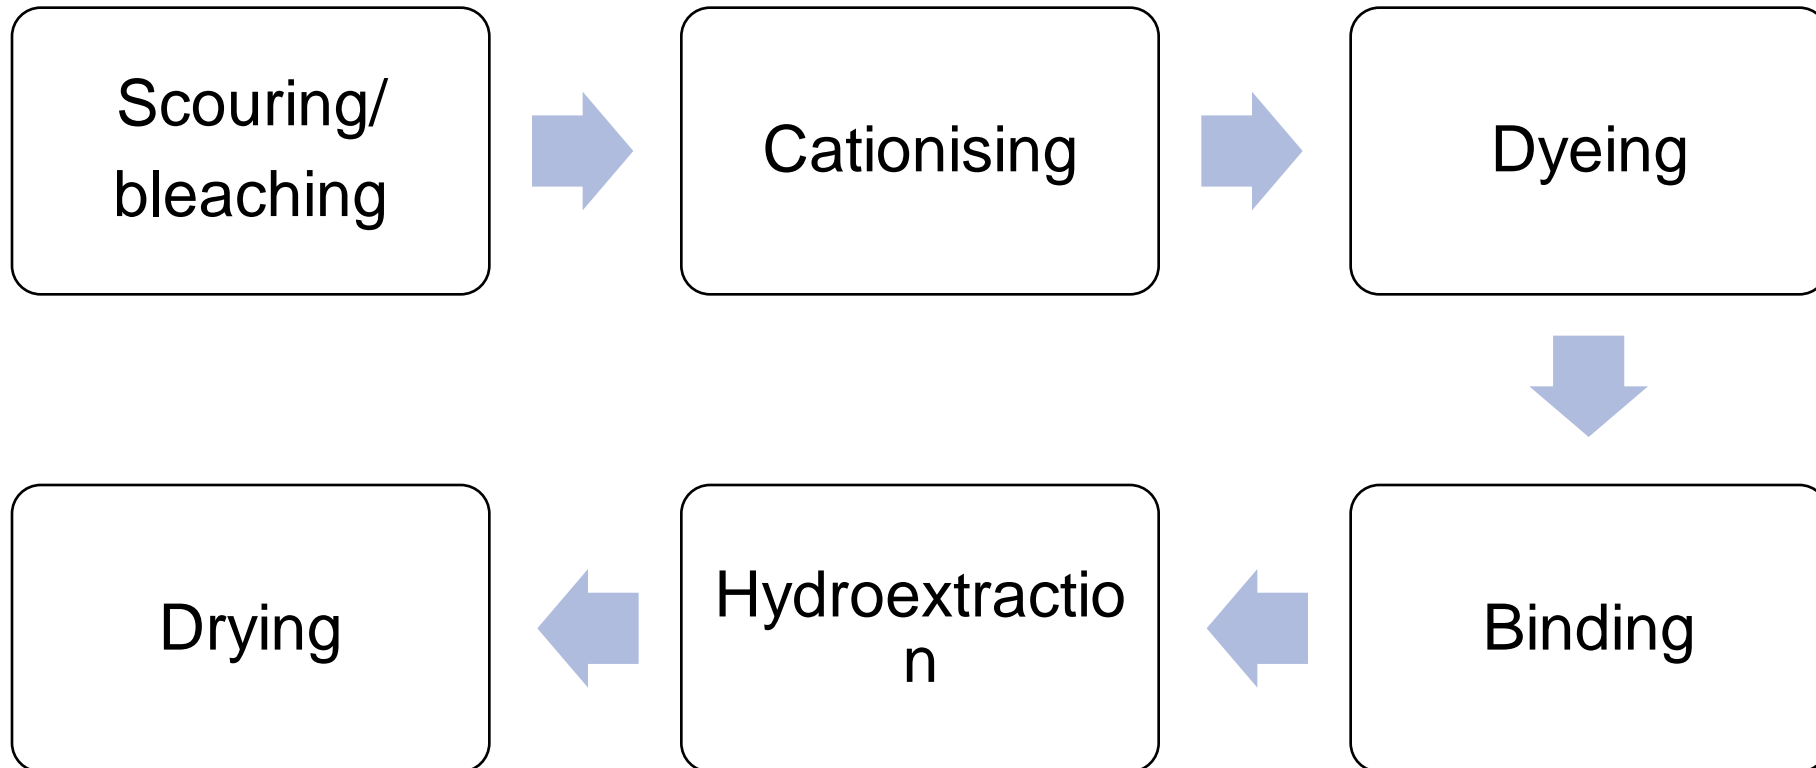 Scouring/
bleaching
Cationising
Dyeing
Drying
Hydroextractio
n
Binding